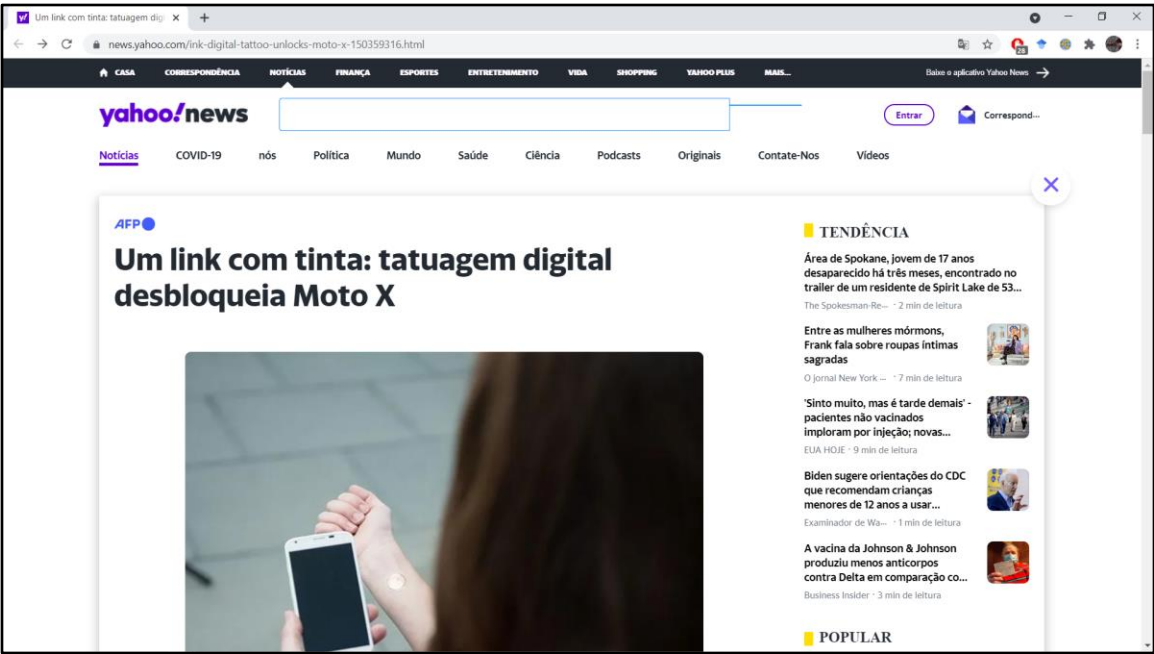 Um link com tinta: tatuagem dig
news.yahoo.com/ink-digital-tattoo-unlocks-moto-x-150359316.html
28
CASA CORRESPONDÊNCIA NOTÍCIAS FINANÇA ESPORTES ENTRETENIMENTO VIDA SHOPPING YAHOO PLUS MAIS... Baixe o aplicativo Yahoo News
yahoo!news
Entrar Correspond...
Notícias COVID-19 nós Política Mundo Saúde Ciência Podcasts Originais Contate-Nos Vídeos
AFP
Um link com tinta: tatuagem digital
desbloqueia Moto X
TENDÊNCIA
Área de Spokane, jovem de 17 anos
desaparecido há três meses, encontrado no
trailer de um residente de Spirit Lake de 53...
The Spokesman-Re... · 2 min de leitura
Entre as mulheres mórmons,
Frank fala sobre roupas íntimas
sagradas
O jornal New York ... · 7 min de leitura
'Sinto muito, mas é tarde demais' -
pacientes não vacinados
imploram por injeção; novas...
EUA HOJE · 9 min de leitura
Biden sugere orientações do CDC
que recomendam crianças
menores de 12 anos a usar...
Examinador de Wa... · 1 min de leitura
A vacina da Johnson & Johnson
produziu menos anticorpos
contra Delta em comparação co...
Business Insider · 3 min de leitura
POPULAR